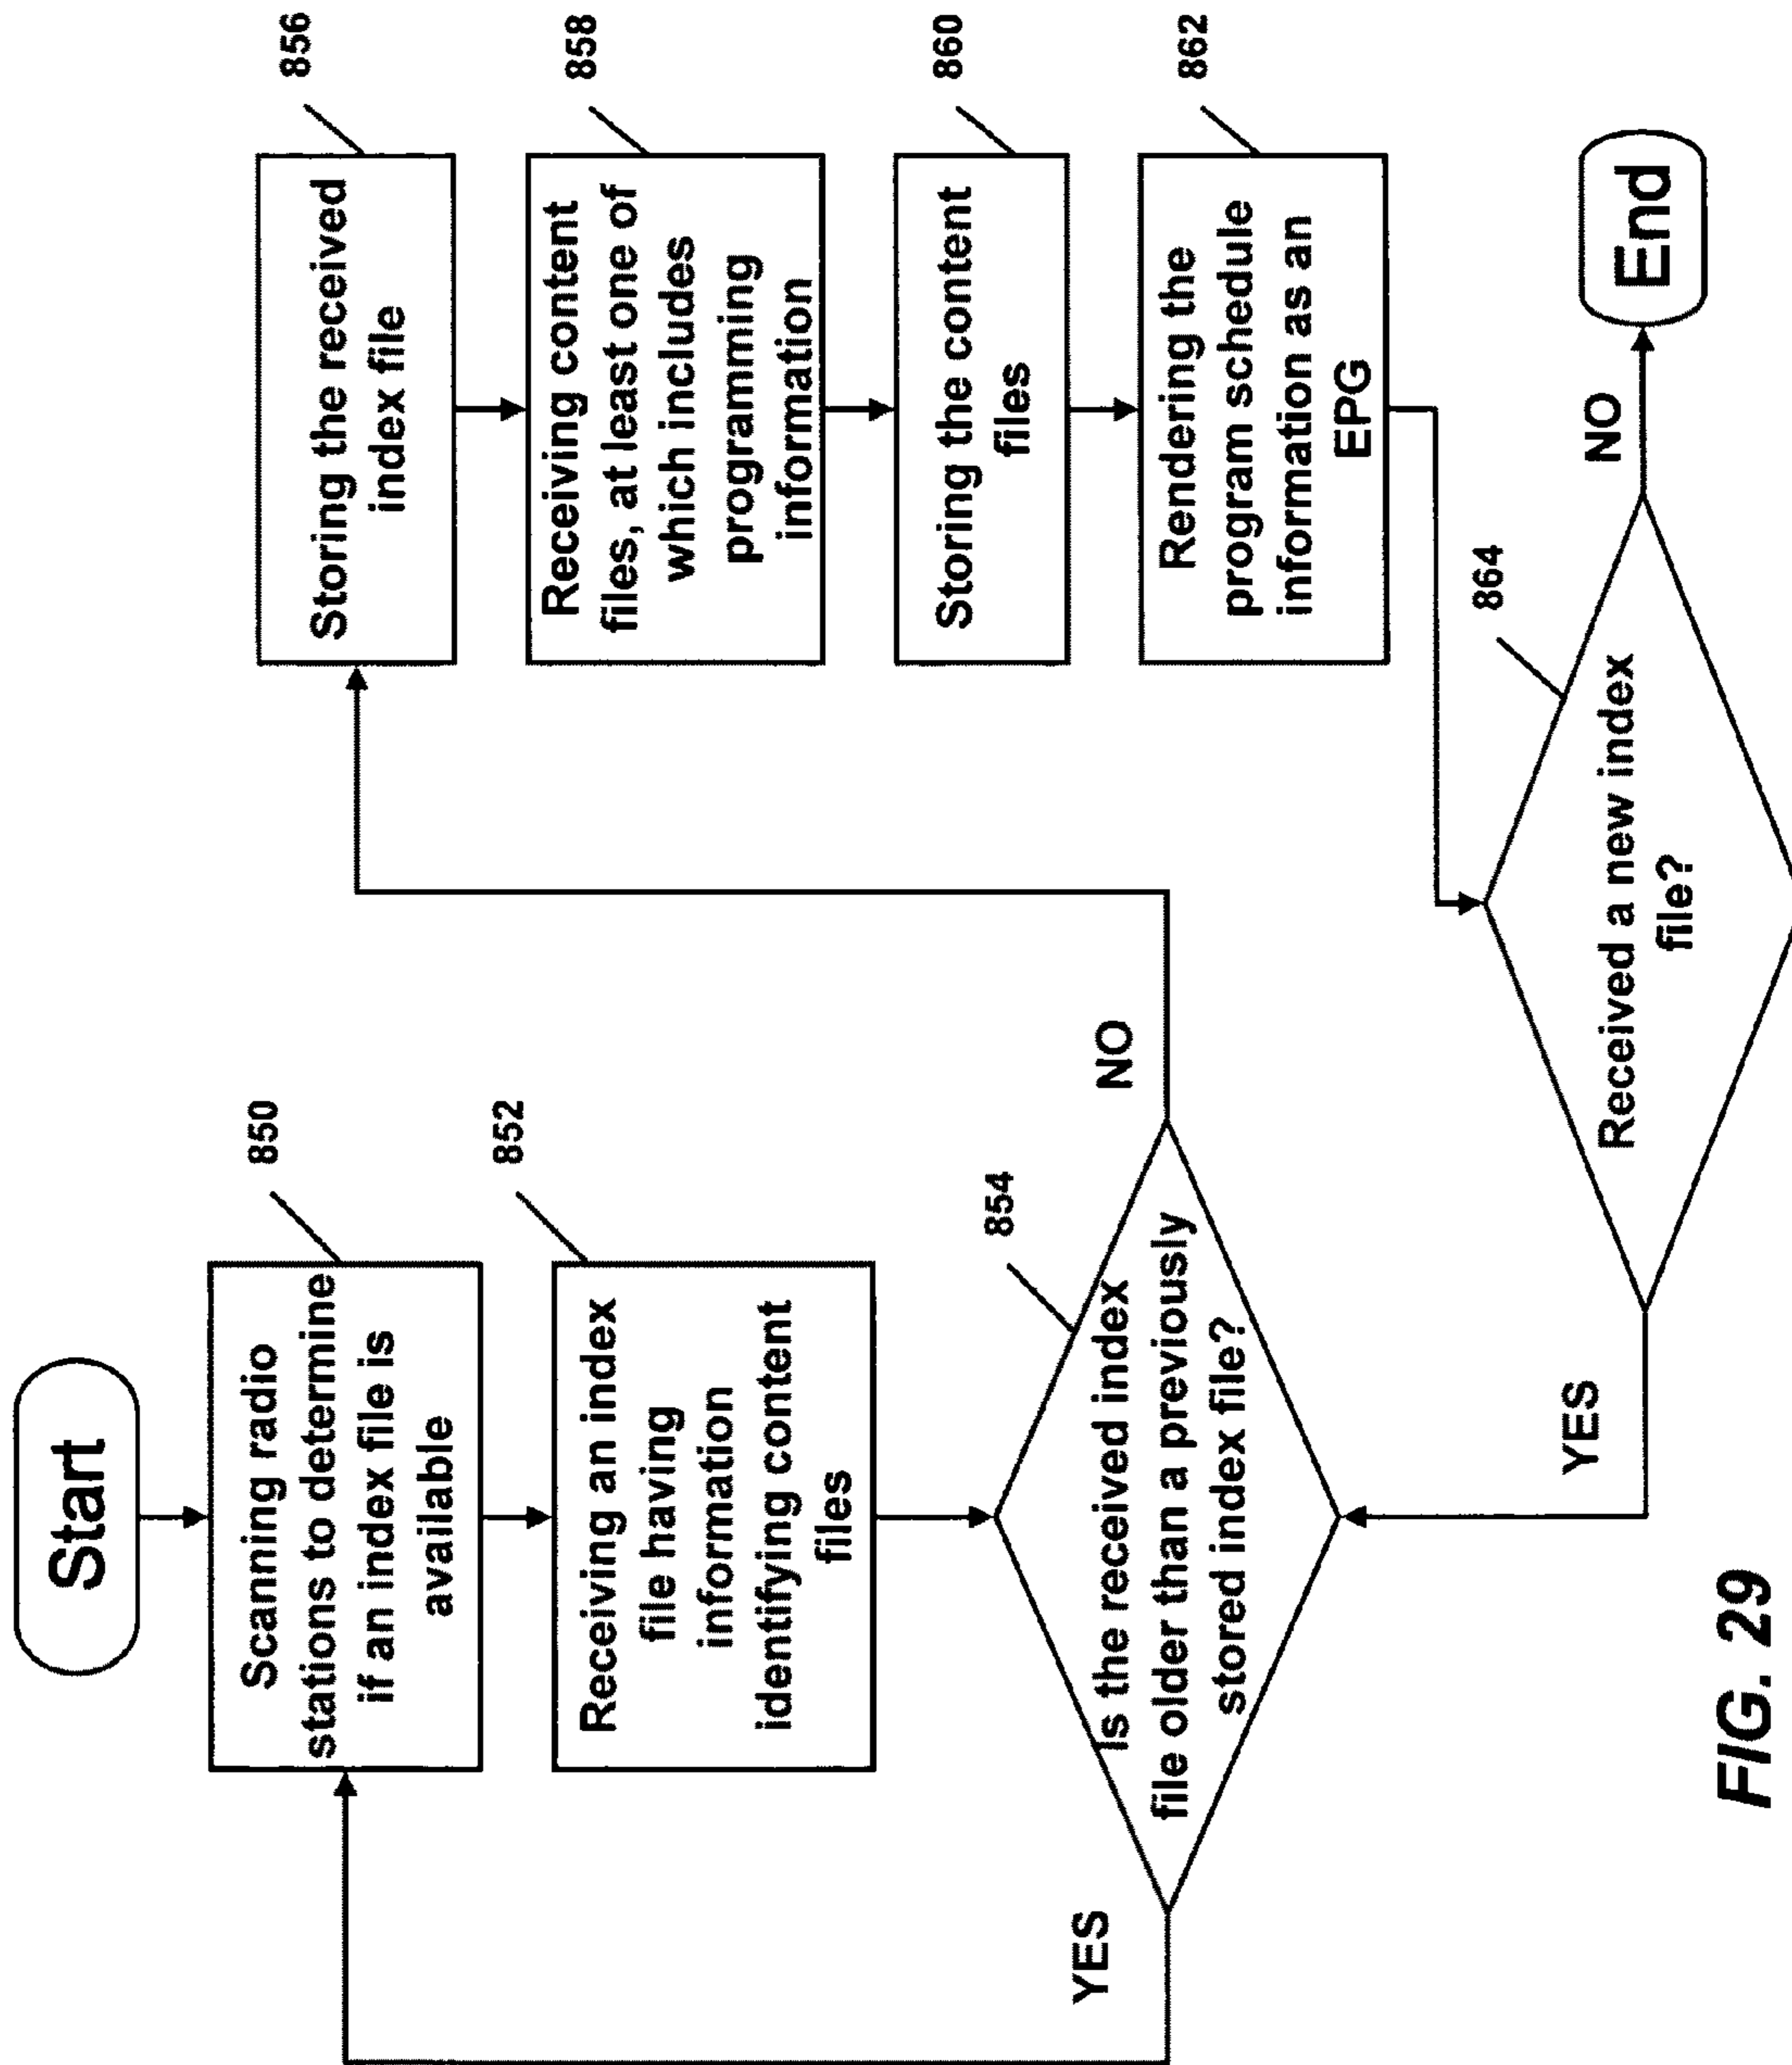 Start
850
Scanning radio
stations to determine
if an index file is
available
852
Receiving an index
file having
information
identifying content
files
854
Is the received index
file older than a previously
stored index file?
YES
NO
856
Storing the received
index file
858
Receiving content
files, at least one of
which includes
programming
information
860
Storing the content
files
862
Rendering the
program schedule
information as an
EPG
864
Received a new index
file?
YES
NO
End
FIG. 29